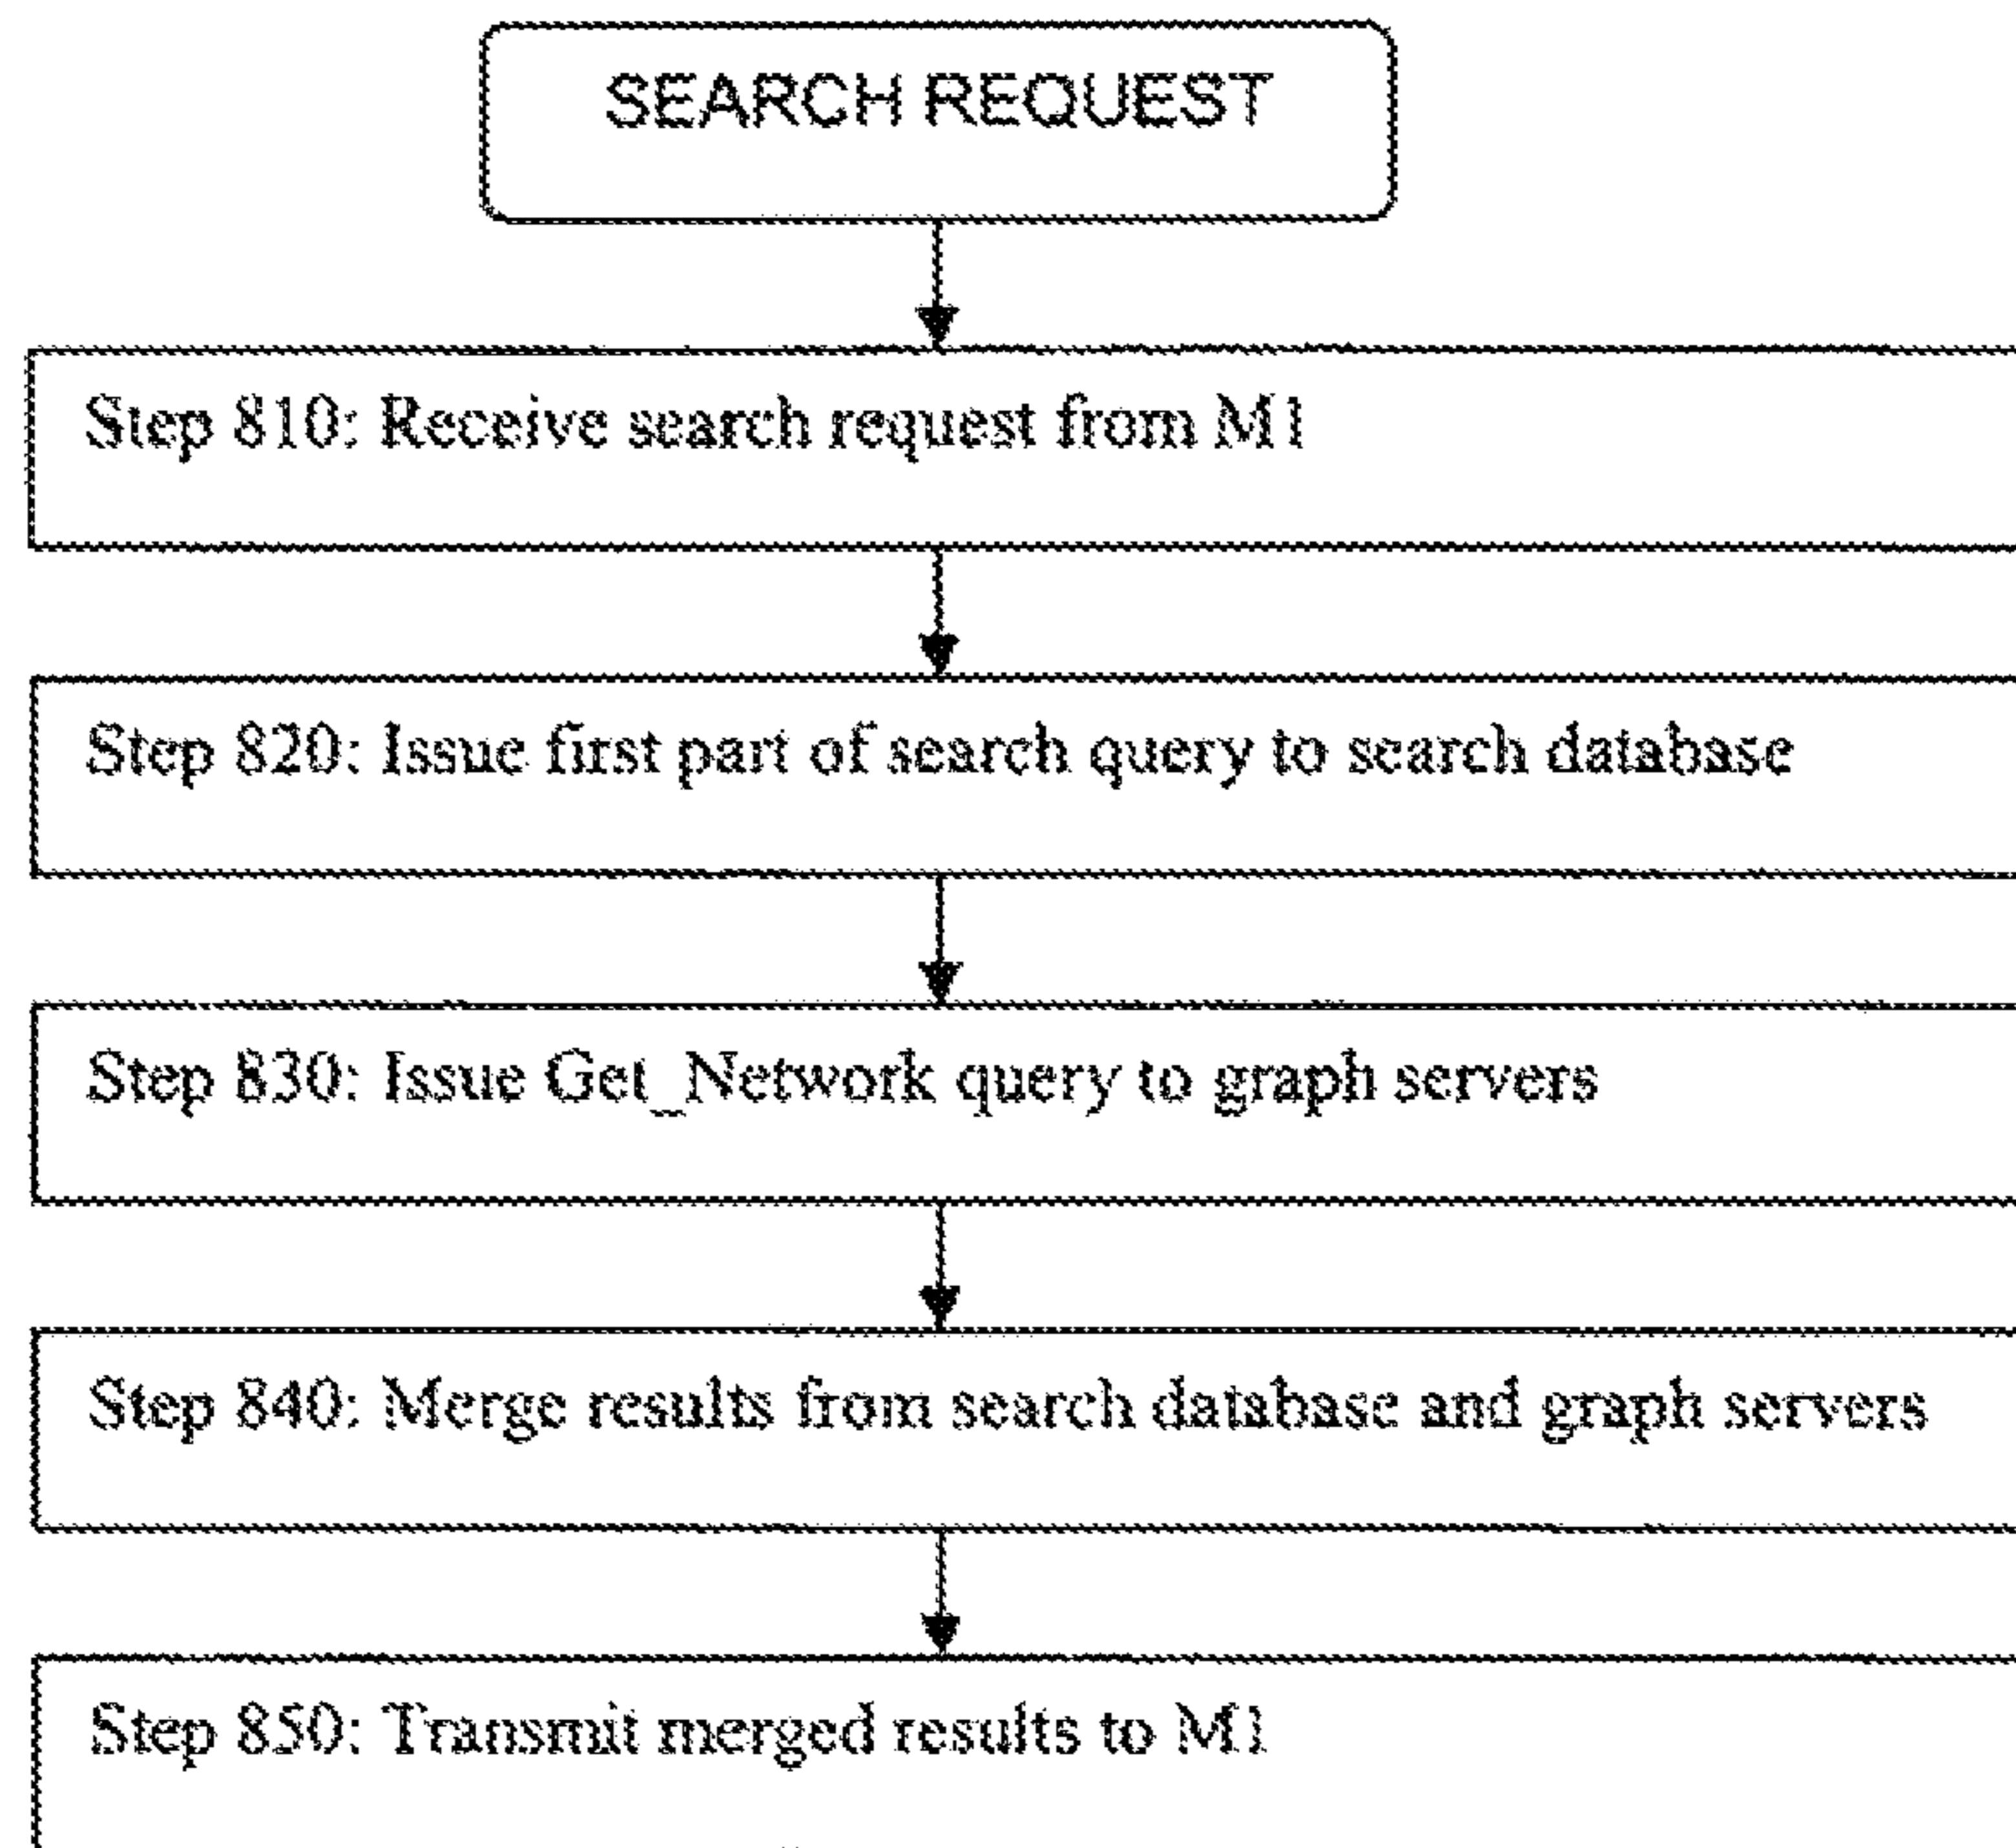 SEARCH REQUEST
Step 810: Receive search request from M1
Step 820: Issue first part of search query to search database
Step 830: Issue Get_Network query to graph servers
Step 840: Merge results from search database and graph servers
Step 850: Transmit merged results to M1